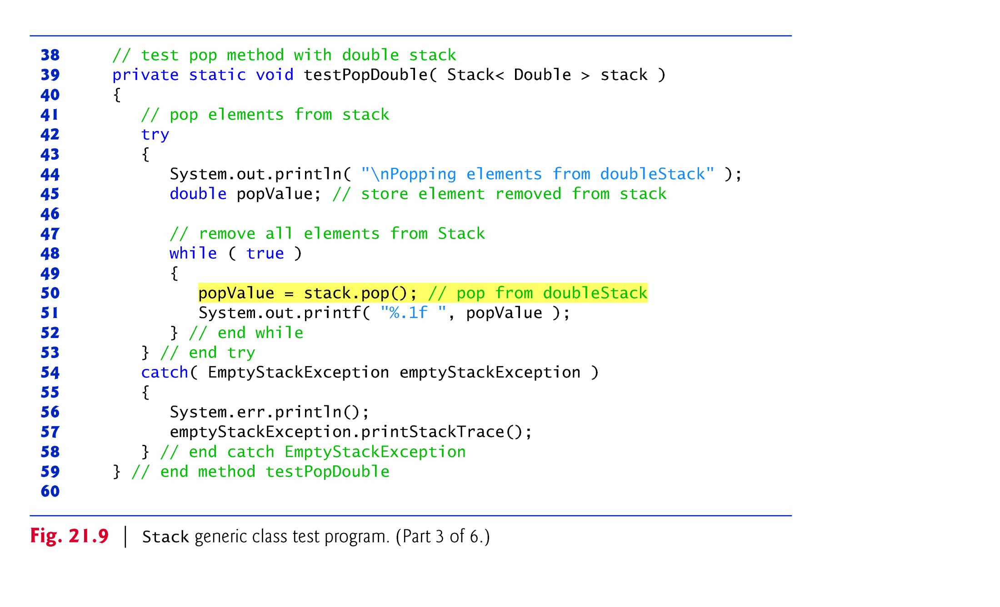 38 // test pop method with double stack
39 private static void testPopDouble( Stack< Double > stack )
40 {
41 // pop elements from stack
42 try
43 {
44 System.out.println( "\nPopping elements from doubleStack" );
45 double popValue; // store element removed from stack
46
47 // remove all elements from Stack
48 while ( true )
49 {
50 popValue = stack.pop(); // pop from doubleStack
51 System.out.printf( "%.1f ", popValue );
52 } // end while
53 } // end try
54 catch( EmptyStackException emptyStackException )
55 {
56 System.err.println();
57 emptyStackException.printStackTrace();
58 } // end catch EmptyStackException
59 } // end method testPopDouble
60
Fig. 21.9 | Stack generic class test program. (Part 3 of 6.)